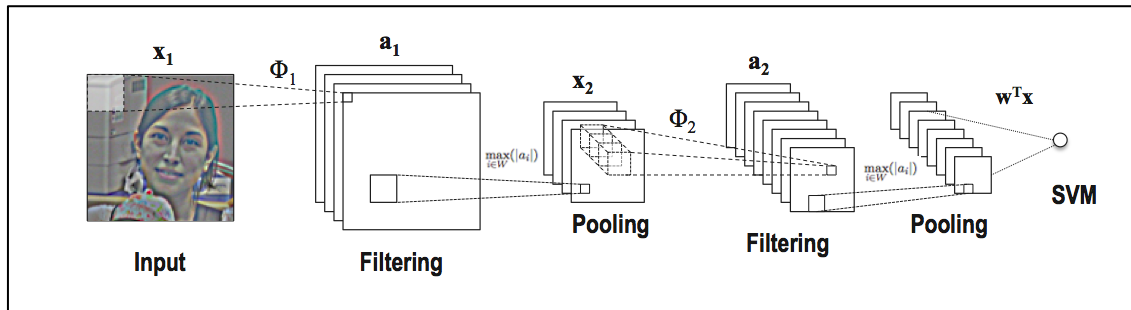 x₁
Φ₁
a₁
max(|aᵢ|)
i∈W
x₂
Φ₂
a₂
max(|aᵢ|)
i∈W
wᵀx
Input
Filtering
Pooling
Filtering
Pooling
SVM